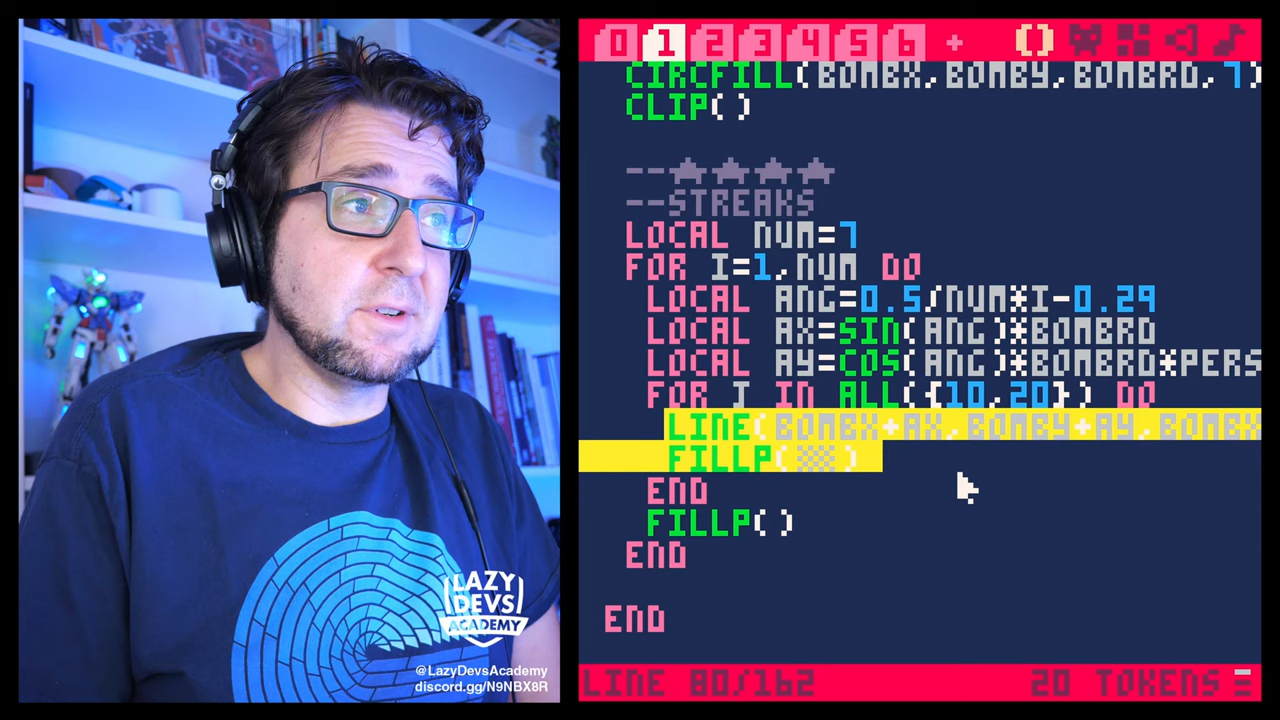 LAZY
DEVS
ACADEMY
@LazyDevsAcademy
discord.gg/N9NBX8R
0 1 2 3 4 5 6 + ()
CIRCFILL(BOMBX,BOMBY,BOMBRD,7)
CLIP()
--★★★★
--STREAKS
LOCAL NUM=7
FOR I=1,NUM DO
LOCAL ANG=0.5/NUM*I-0.29
LOCAL AX=SIN(ANG)*BOMBRD
LOCAL AY=COS(ANG)*BOMBRD*PERS
FOR I IN ALL({10,20}) DO
LINE(BOMBX+AX,BOMBY+AY,BOMBX
FILLP(▒)
END
FILLP()
END
END
LINE 80/162
20 TOKENS